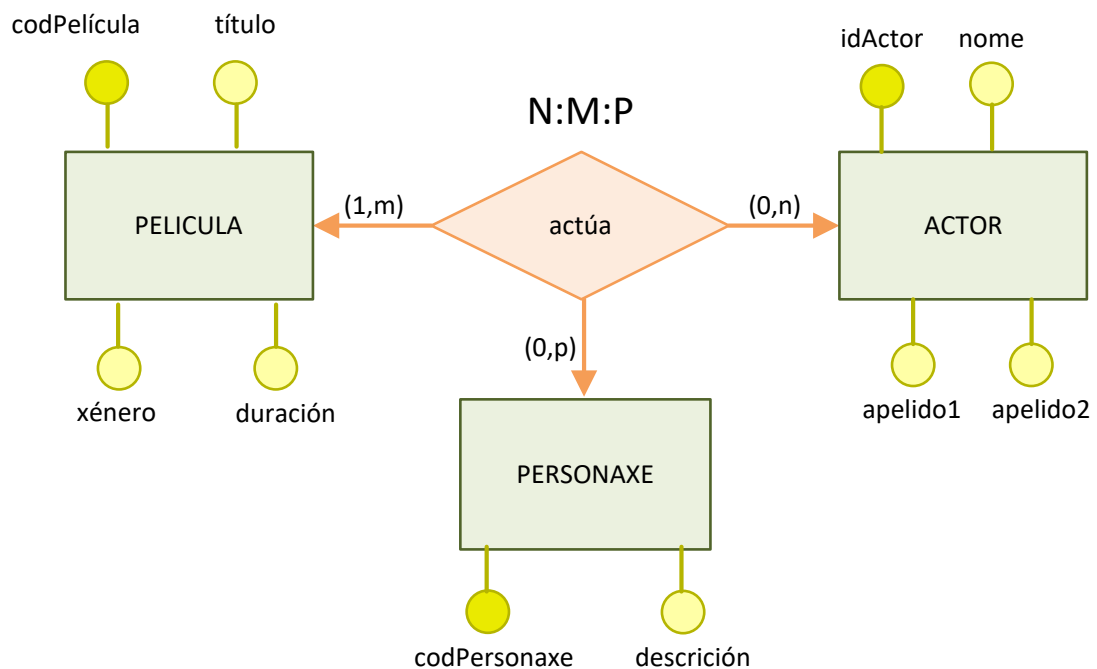 codPelícula
título
idActor
nome
N:M:P
PELICULA
(1,m)
actúa
(0,n)
ACTOR
(0,p)
xénero
duración
apelido1
apelido2
PERSONAXE
codPersonaxe
descrición